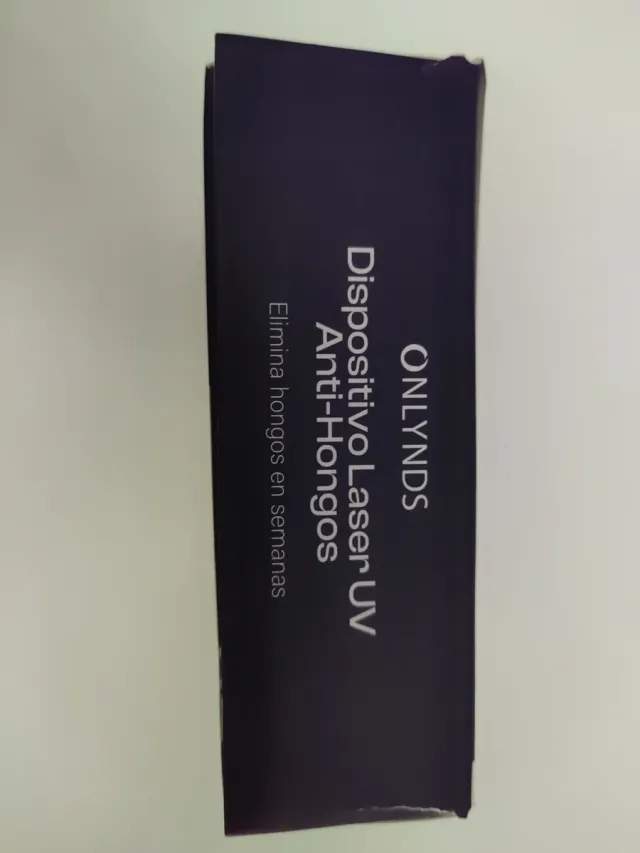 ONLYNDS
Dispositivo Laser UV
Anti-Hongos
Elimina hongos en semanas